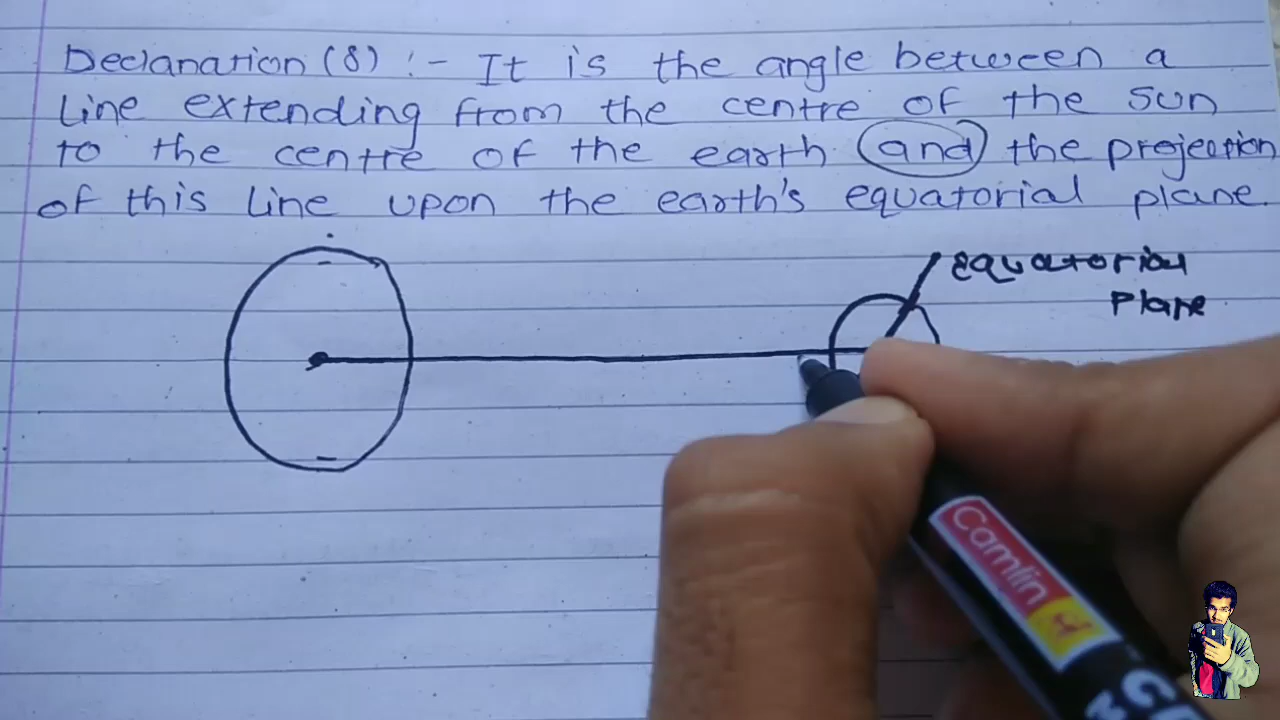 Declanation (δ) :- It is the angle between a
line extending from the centre of the sun
to the centre of the earth and the projection
of this line upon the earth's equatorial plane.
equatorial
Plane
Camlin